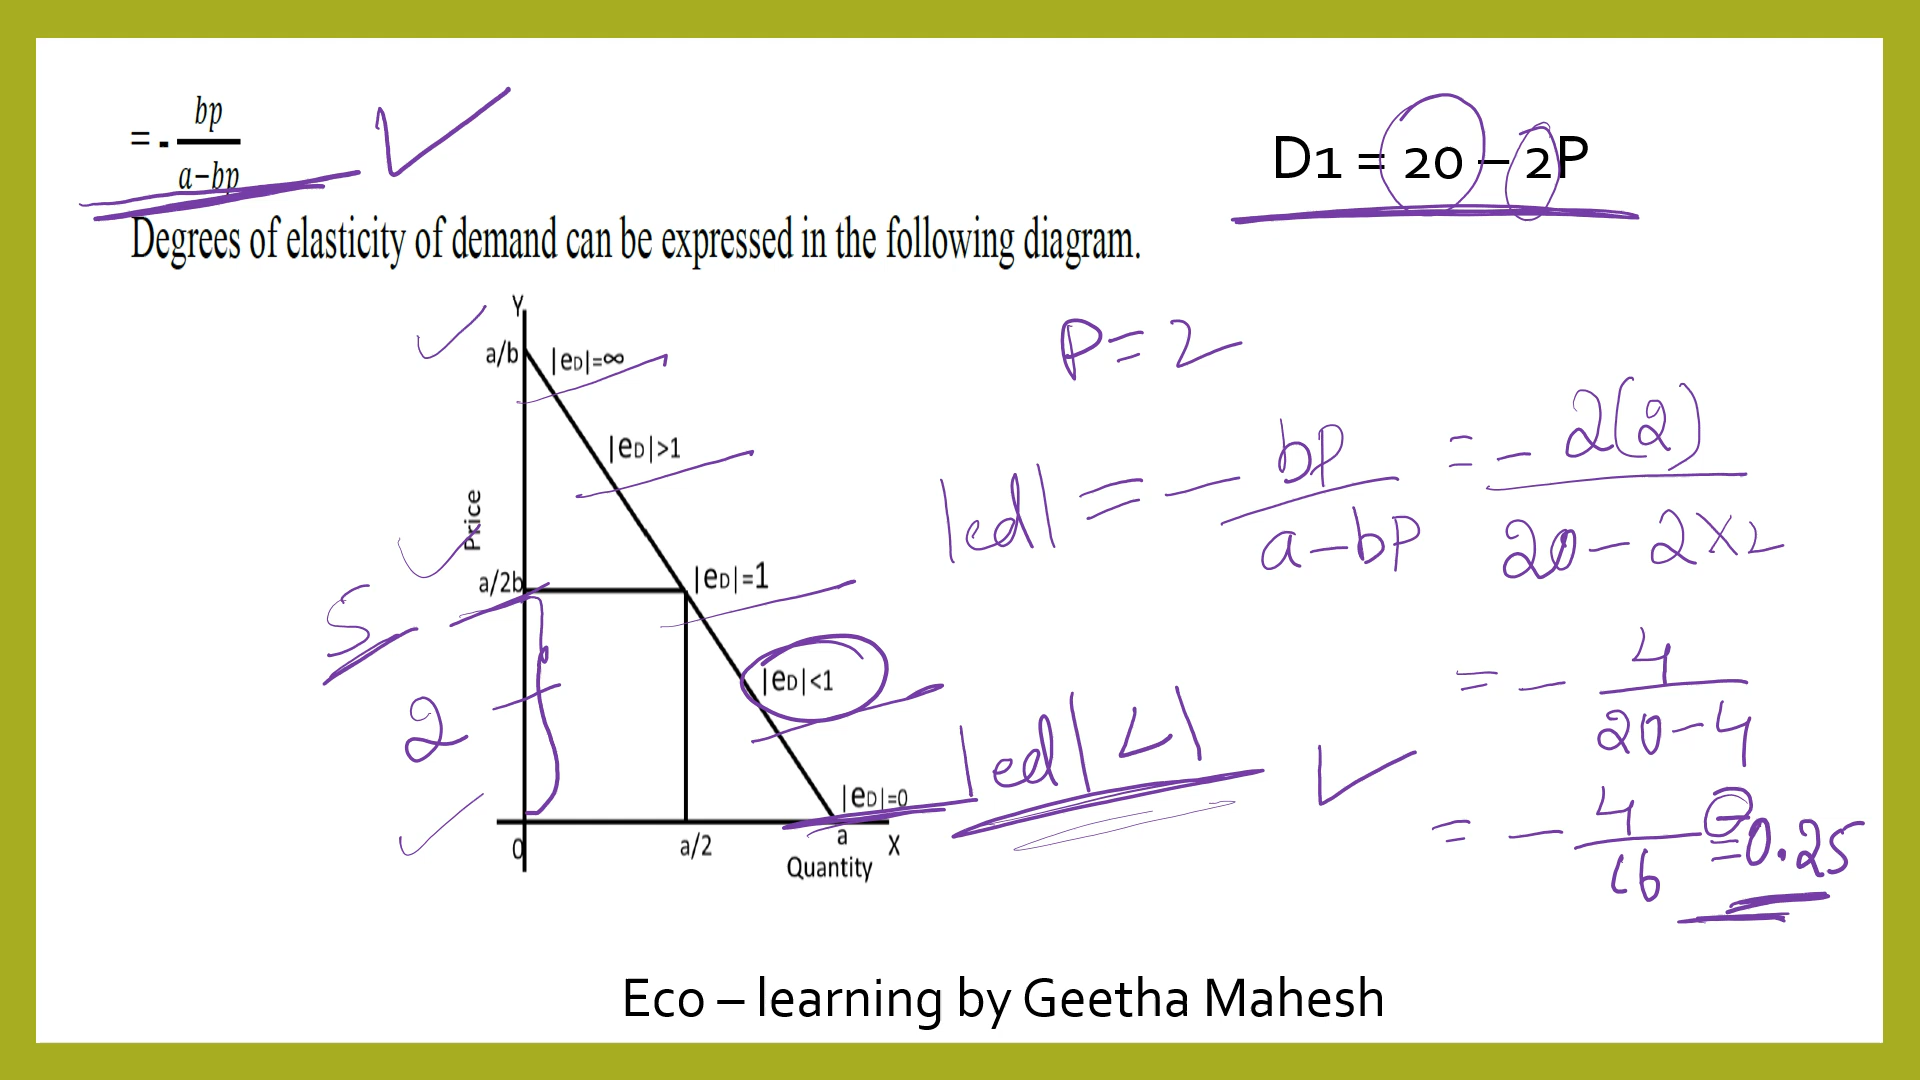 = - bp
a-bp
D1 = 20 – 2P
Degrees of elasticity of demand can be expressed in the following diagram.
Y
a/b
|eD|=∞
|eD|>1
Price
a/2b
|eD|=1
|eD|<1
|eD|=0
0
a/2
a
X
Quantity
5
2
P = 2
|ed| = - bp = - 2(2)
a-bp 20-2×2
= - 4
20-4
|ed| <1
= - 4 = -0.25
16
Eco – learning by Geetha Mahesh